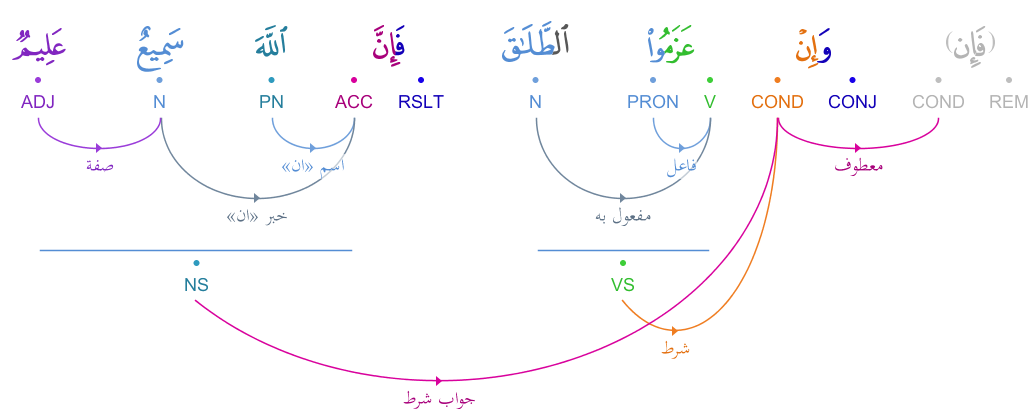 (فَإِن) وَإِنْ عَزَمُوا۟ ٱلطَّلَـٰقَ فَإِنَّ ٱللَّهَ سَمِيعٌ عَلِيمٌ
REM COND CONJ COND V PRON N RSLT ACC PN N ADJ
معطوف فاعل اسم «ان» صفة
مفعول به خبر «ان»
VS NS
شرط
جواب شرط